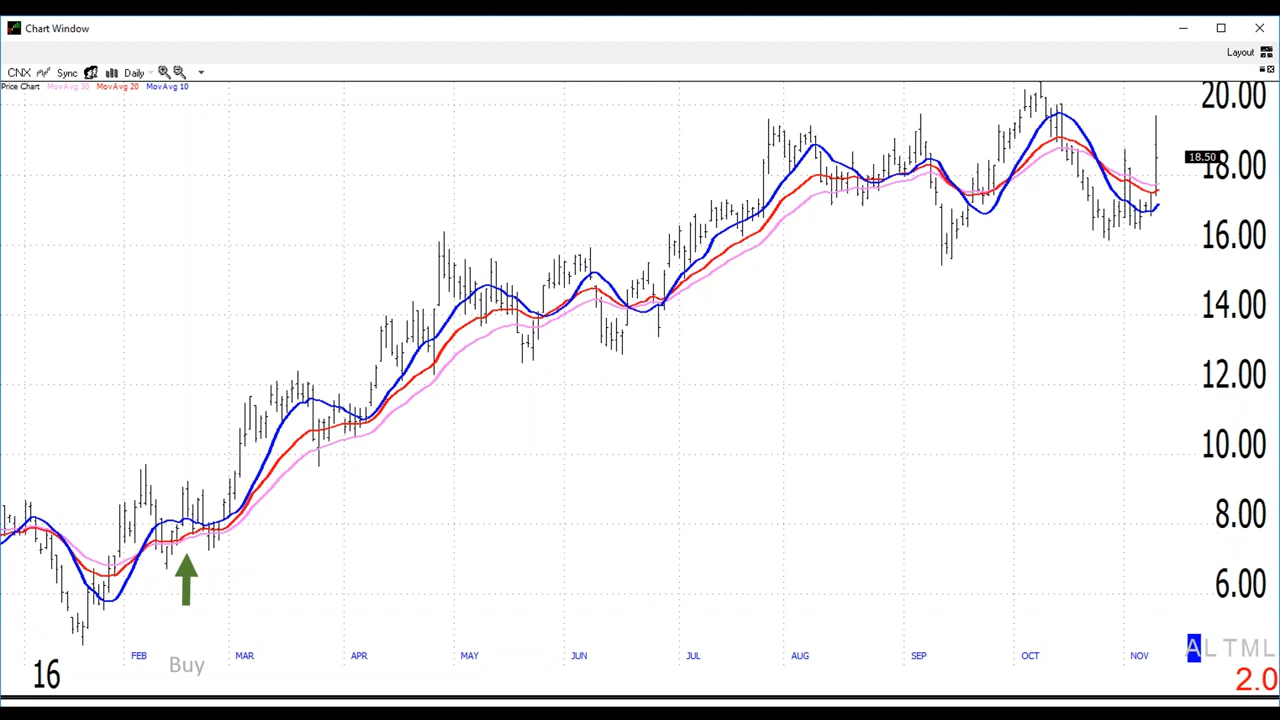 Chart Window
Layout
CNX Sync Daily
Price Chart MovAvg 30 MovAvg 20 MovAvg 10
20.00
18.50
18.00
16.00
14.00
12.00
10.00
8.00
6.00
FEB MAR APR MAY JUN JUL AUG SEP OCT NOV
A L T M L
Buy
16
2.0